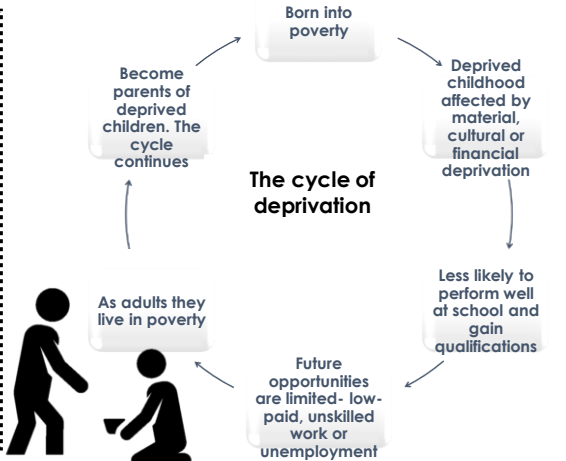 Born into
poverty
Deprived
childhood
affected by
material,
cultural or
financial
deprivation
Less likely to
perform well
at school and
gain
qualifications
Future
opportunities
are limited- low-
paid, unskilled
work or
unemployment
As adults they
live in poverty
Become
parents of
deprived
children. The
cycle
continues
The cycle of
deprivation